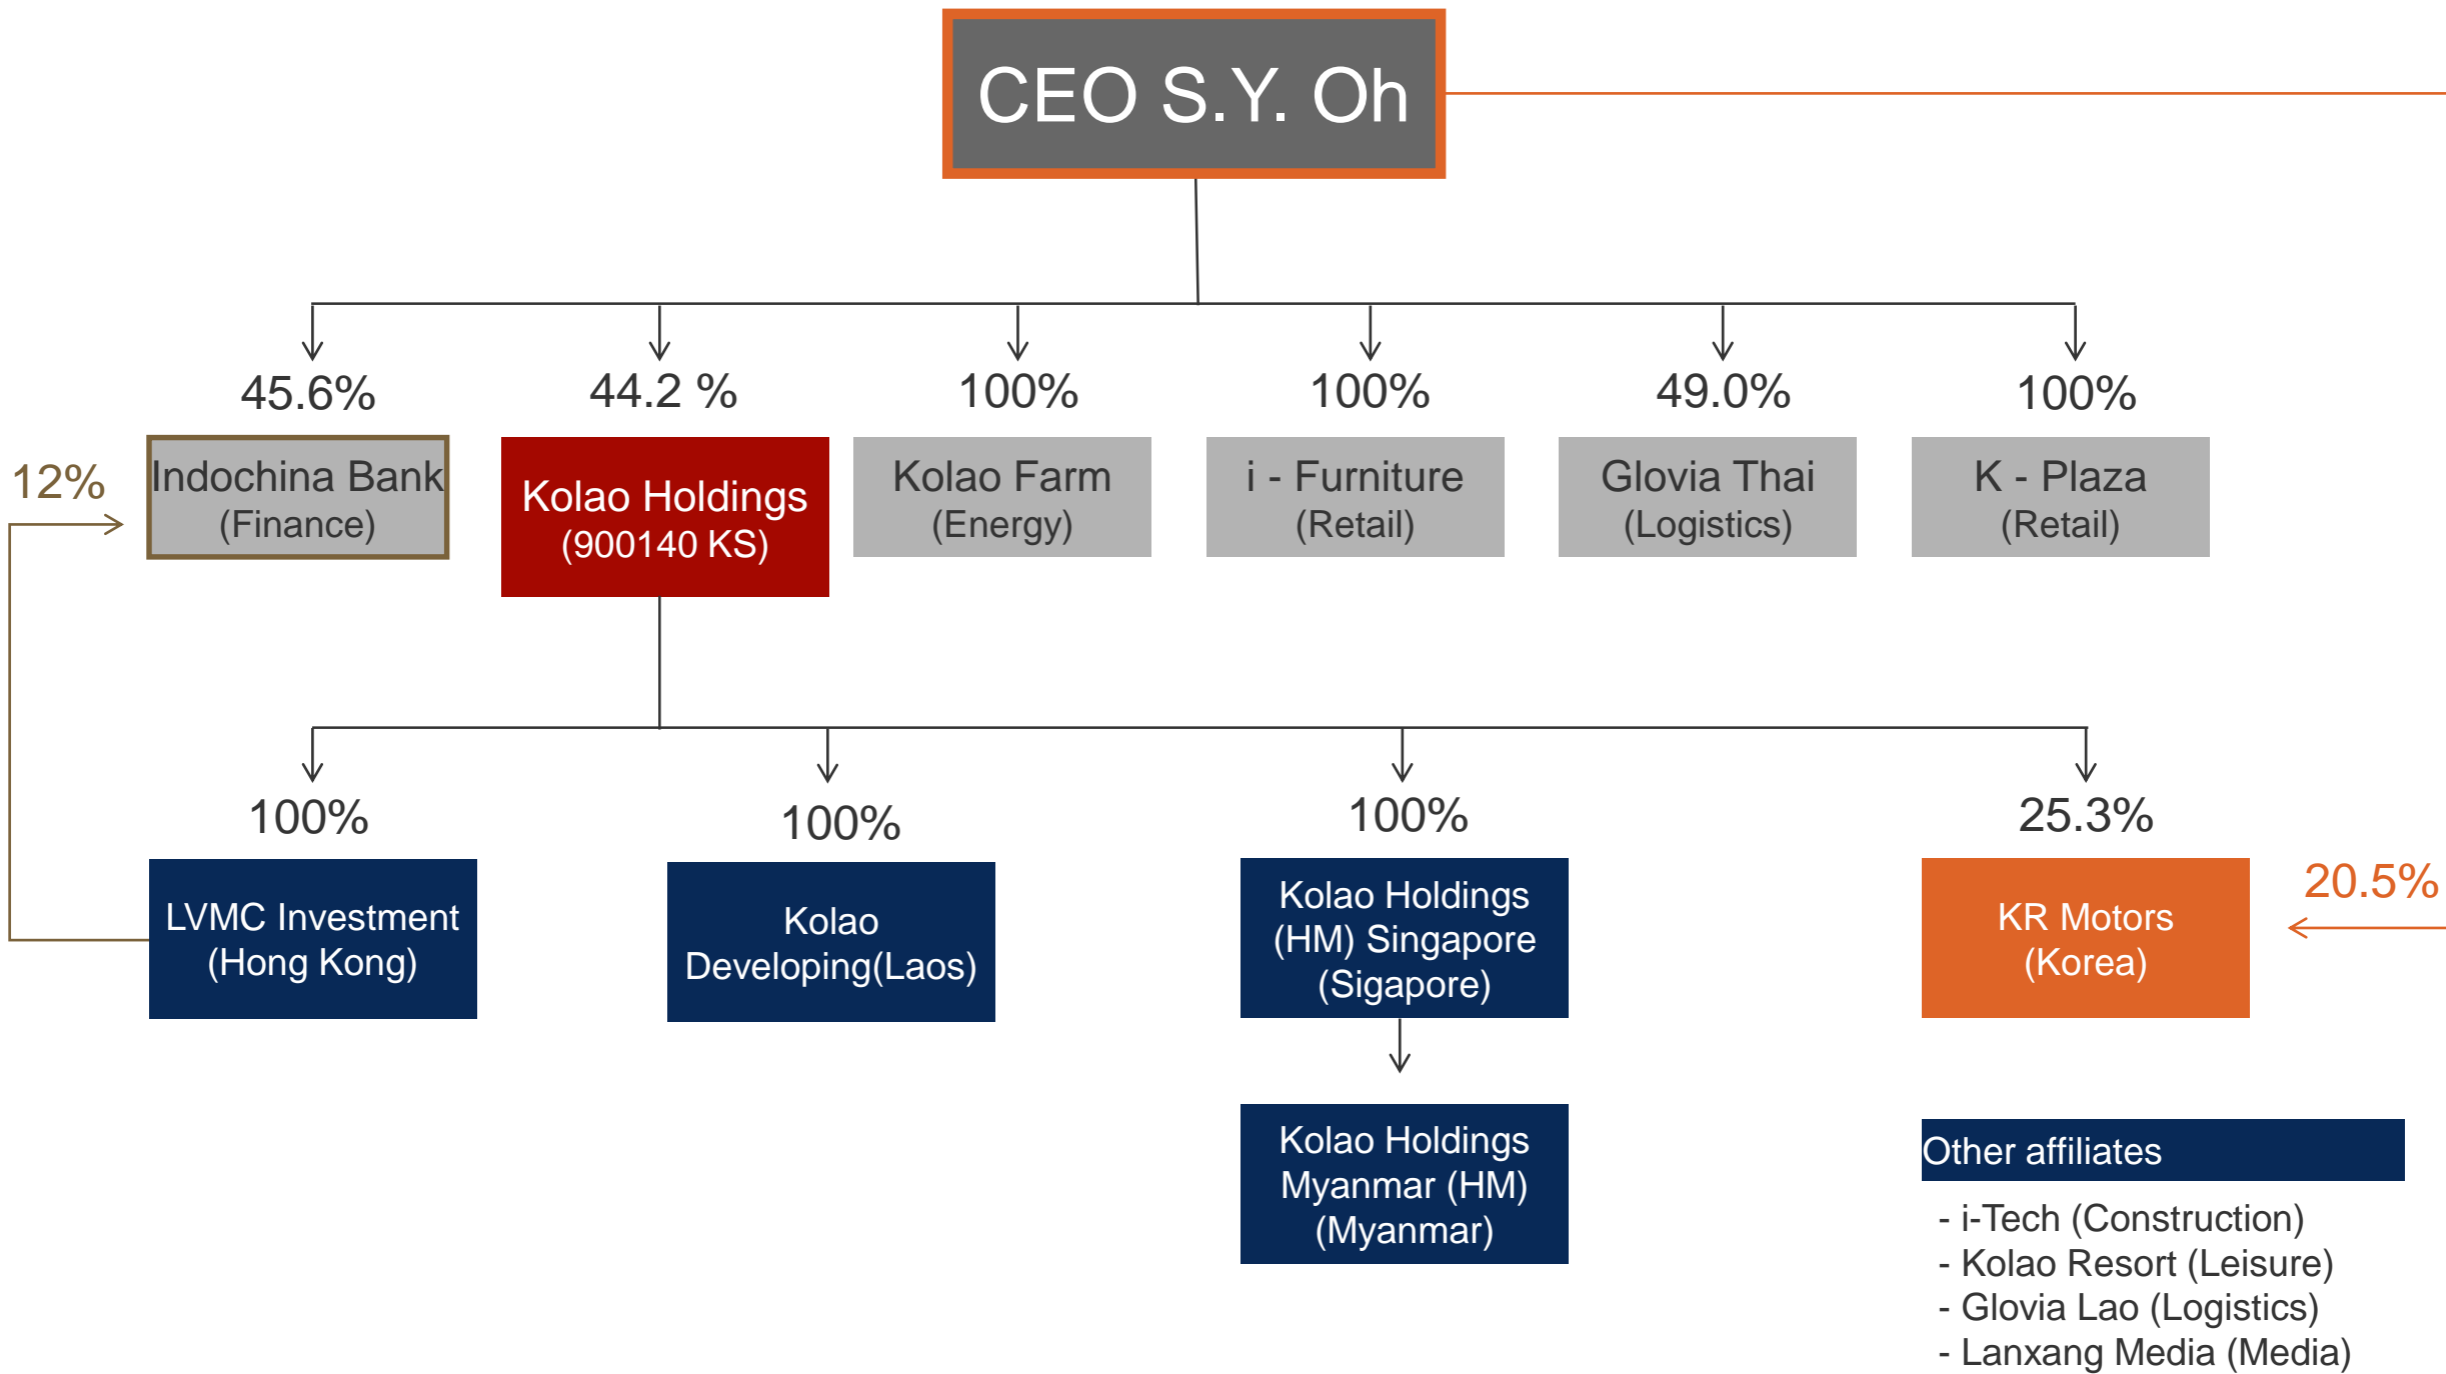 CEO S.Y. Oh
45.6%
44.2 %
100%
100%
49.0%
100%
12%
Indochina Bank
(Finance)
Kolao Holdings
(900140 KS)
Kolao Farm
(Energy)
i - Furniture
(Retail)
Glovia Thai
(Logistics)
K - Plaza
(Retail)
100%
100%
100%
25.3%
LVMC Investment
(Hong Kong)
Kolao
Developing(Laos)
Kolao Holdings
(HM) Singapore
(Sigapore)
KR Motors
(Korea)
20.5%
Kolao Holdings
Myanmar (HM)
(Myanmar)
Other affiliates
- i-Tech (Construction)
- Kolao Resort (Leisure)
- Glovia Lao (Logistics)
- Lanxang Media (Media)